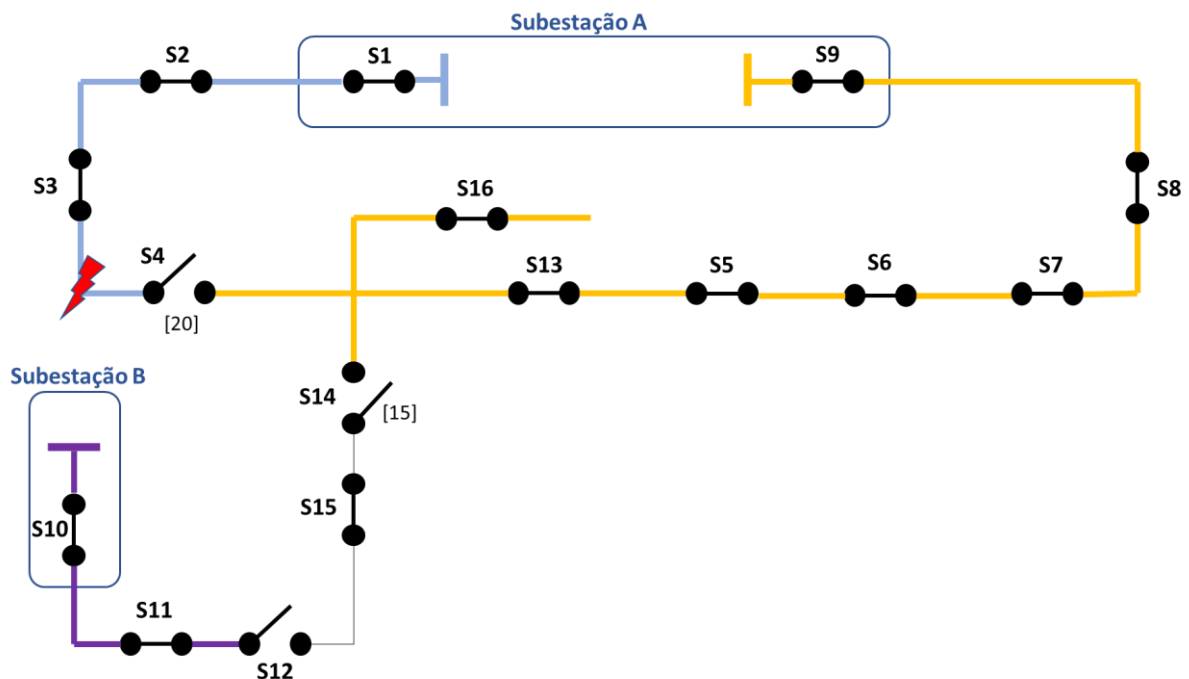 Subestação A
S2
S1
S9
S3
S16
S8
S4
S13
S5
S6
S7
[20]
Subestação B
S14
[15]
S15
S10
S11
S12